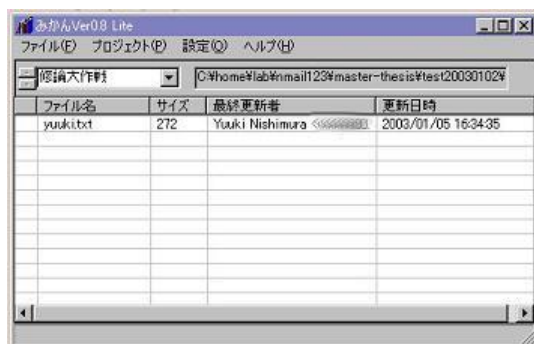 みかんVer0.8 Lite
ファイル(F) プロジェクト(P) 設定(O) ヘルプ(H)
修論大作戦 C:¥home¥lab¥nmail123¥master-thesis¥test20030102¥
ファイル名 サイズ 最終更新者 更新日時
yuuki.txt 272 Yuuki Nishimura 2003/01/05 16:34:35